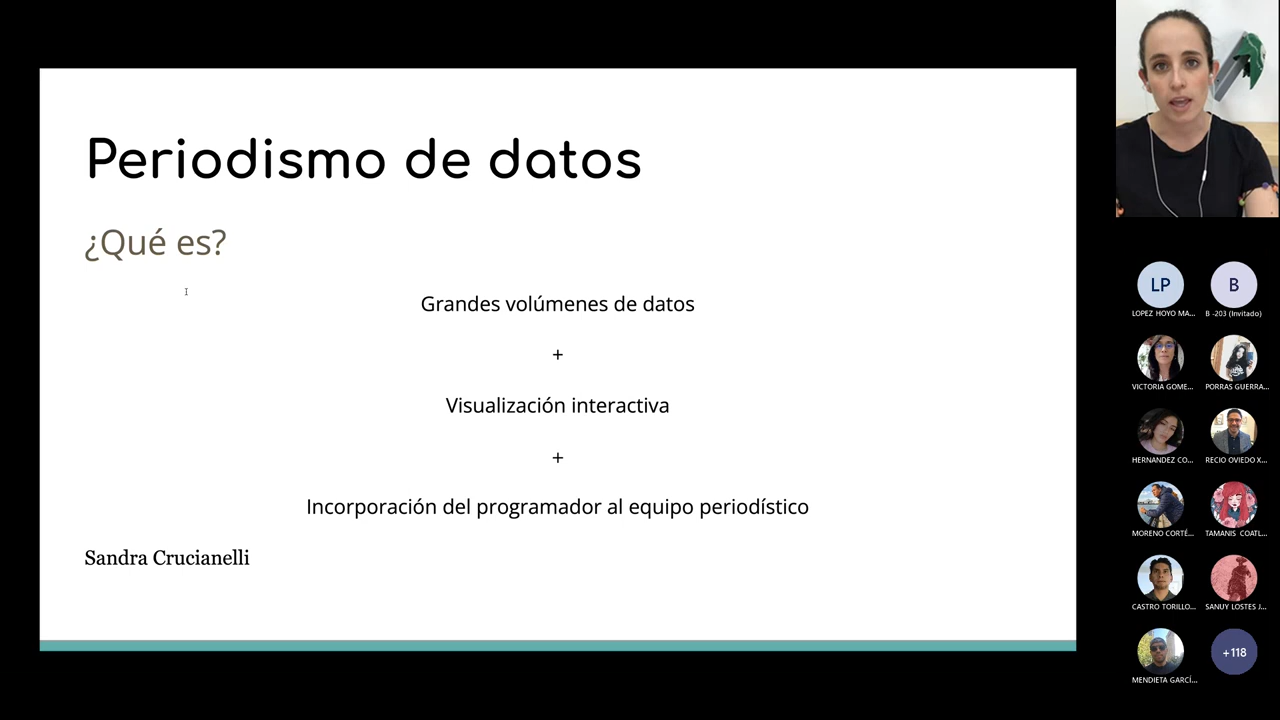 Periodismo de datos
¿Qué es?
Grandes volúmenes de datos
+
Visualización interactiva
+
Incorporación del programador al equipo periodístico
Sandra Crucianelli
LP
B
LOPEZ HOYO MA...
B -203 (Invitado)
VICTORIA GOME...
PORRAS GUERRA...
HERNANDEZ CO...
RECIO OVIEDO X...
MORENO CORTÉ...
TAMANIS COATL...
CASTRO TORILLO...
SANUY LOSTES J...
MENDIETA GARCÍ...
+118